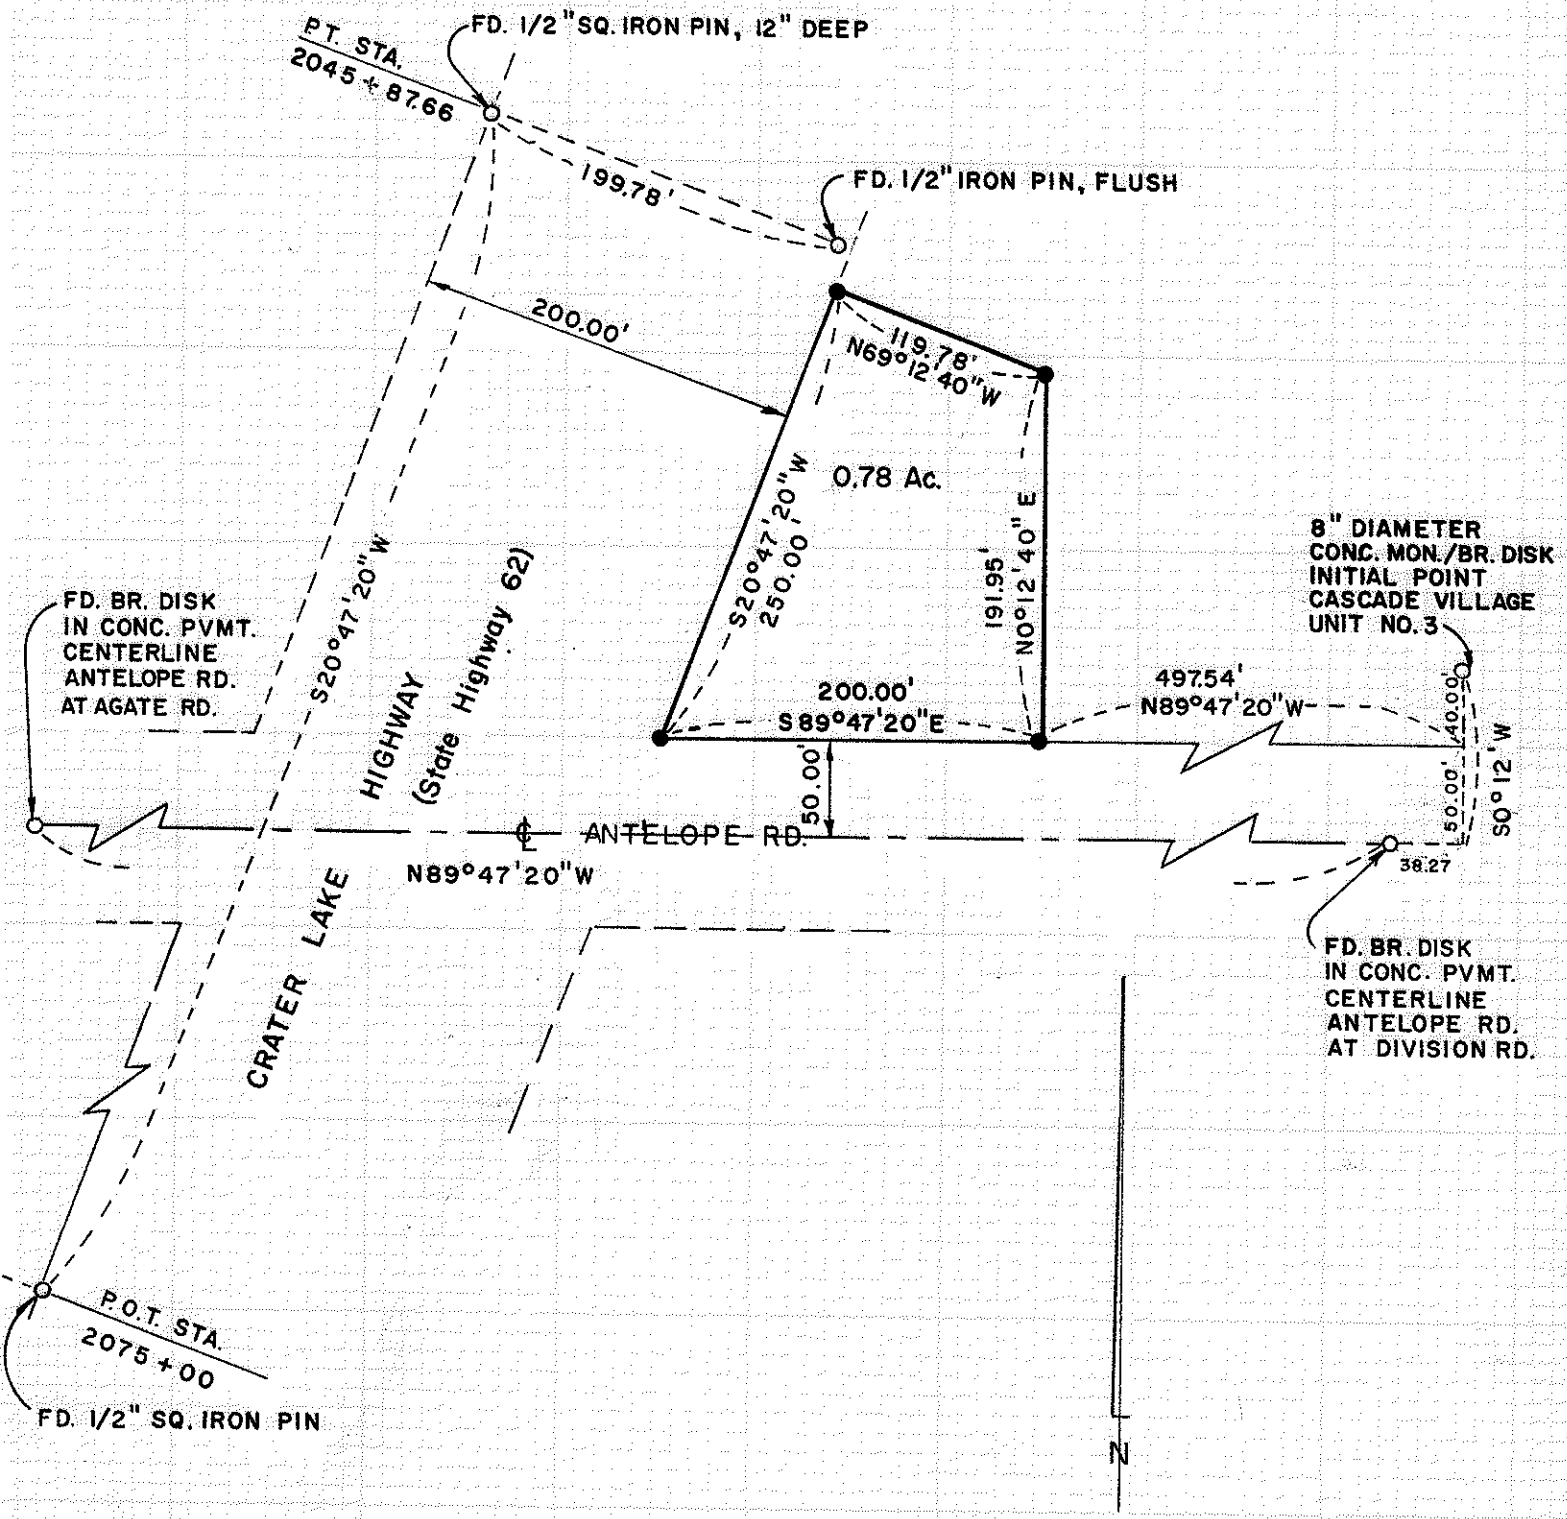 FD. 1/2" SQ. IRON PIN, 12" DEEP
PT. STA.
2045 + 87.66
199.78'
FD. 1/2" IRON PIN, FLUSH
200.00'
119.78'
N69°12'40"W
0.78 Ac.
S20°47'20"W
250.00'
191.95'
N0°12'40"E
8" DIAMETER
CONC. MON./BR. DISK
INITIAL POINT
CASCADE VILLAGE
UNIT NO. 3
FD. BR. DISK
IN CONC. PVMT.
CENTERLINE
ANTELOPE RD.
AT AGATE RD.
S20°47'20"W
HIGHWAY
(State Highway 62)
200.00'
S89°47'20"E
497.54'
N89°47'20"W
40.00'
50.00'
S0°12'W
50.00'
℄ ANTELOPE RD.
N89°47'20"W
38.27
CRATER LAKE
FD. BR. DISK
IN CONC. PVMT.
CENTERLINE
ANTELOPE RD.
AT DIVISION RD.
P.O.T. STA.
2075 + 00
FD. 1/2" SQ. IRON PIN
N